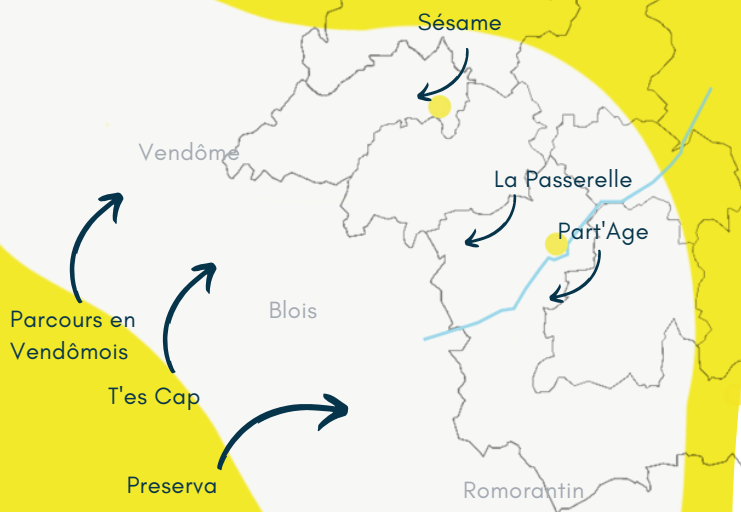 Sésame
Vendôme
La Passerelle
Part'Age
Blois
Parcours en
Vendômois
T'es Cap
Preserva
Romorantin